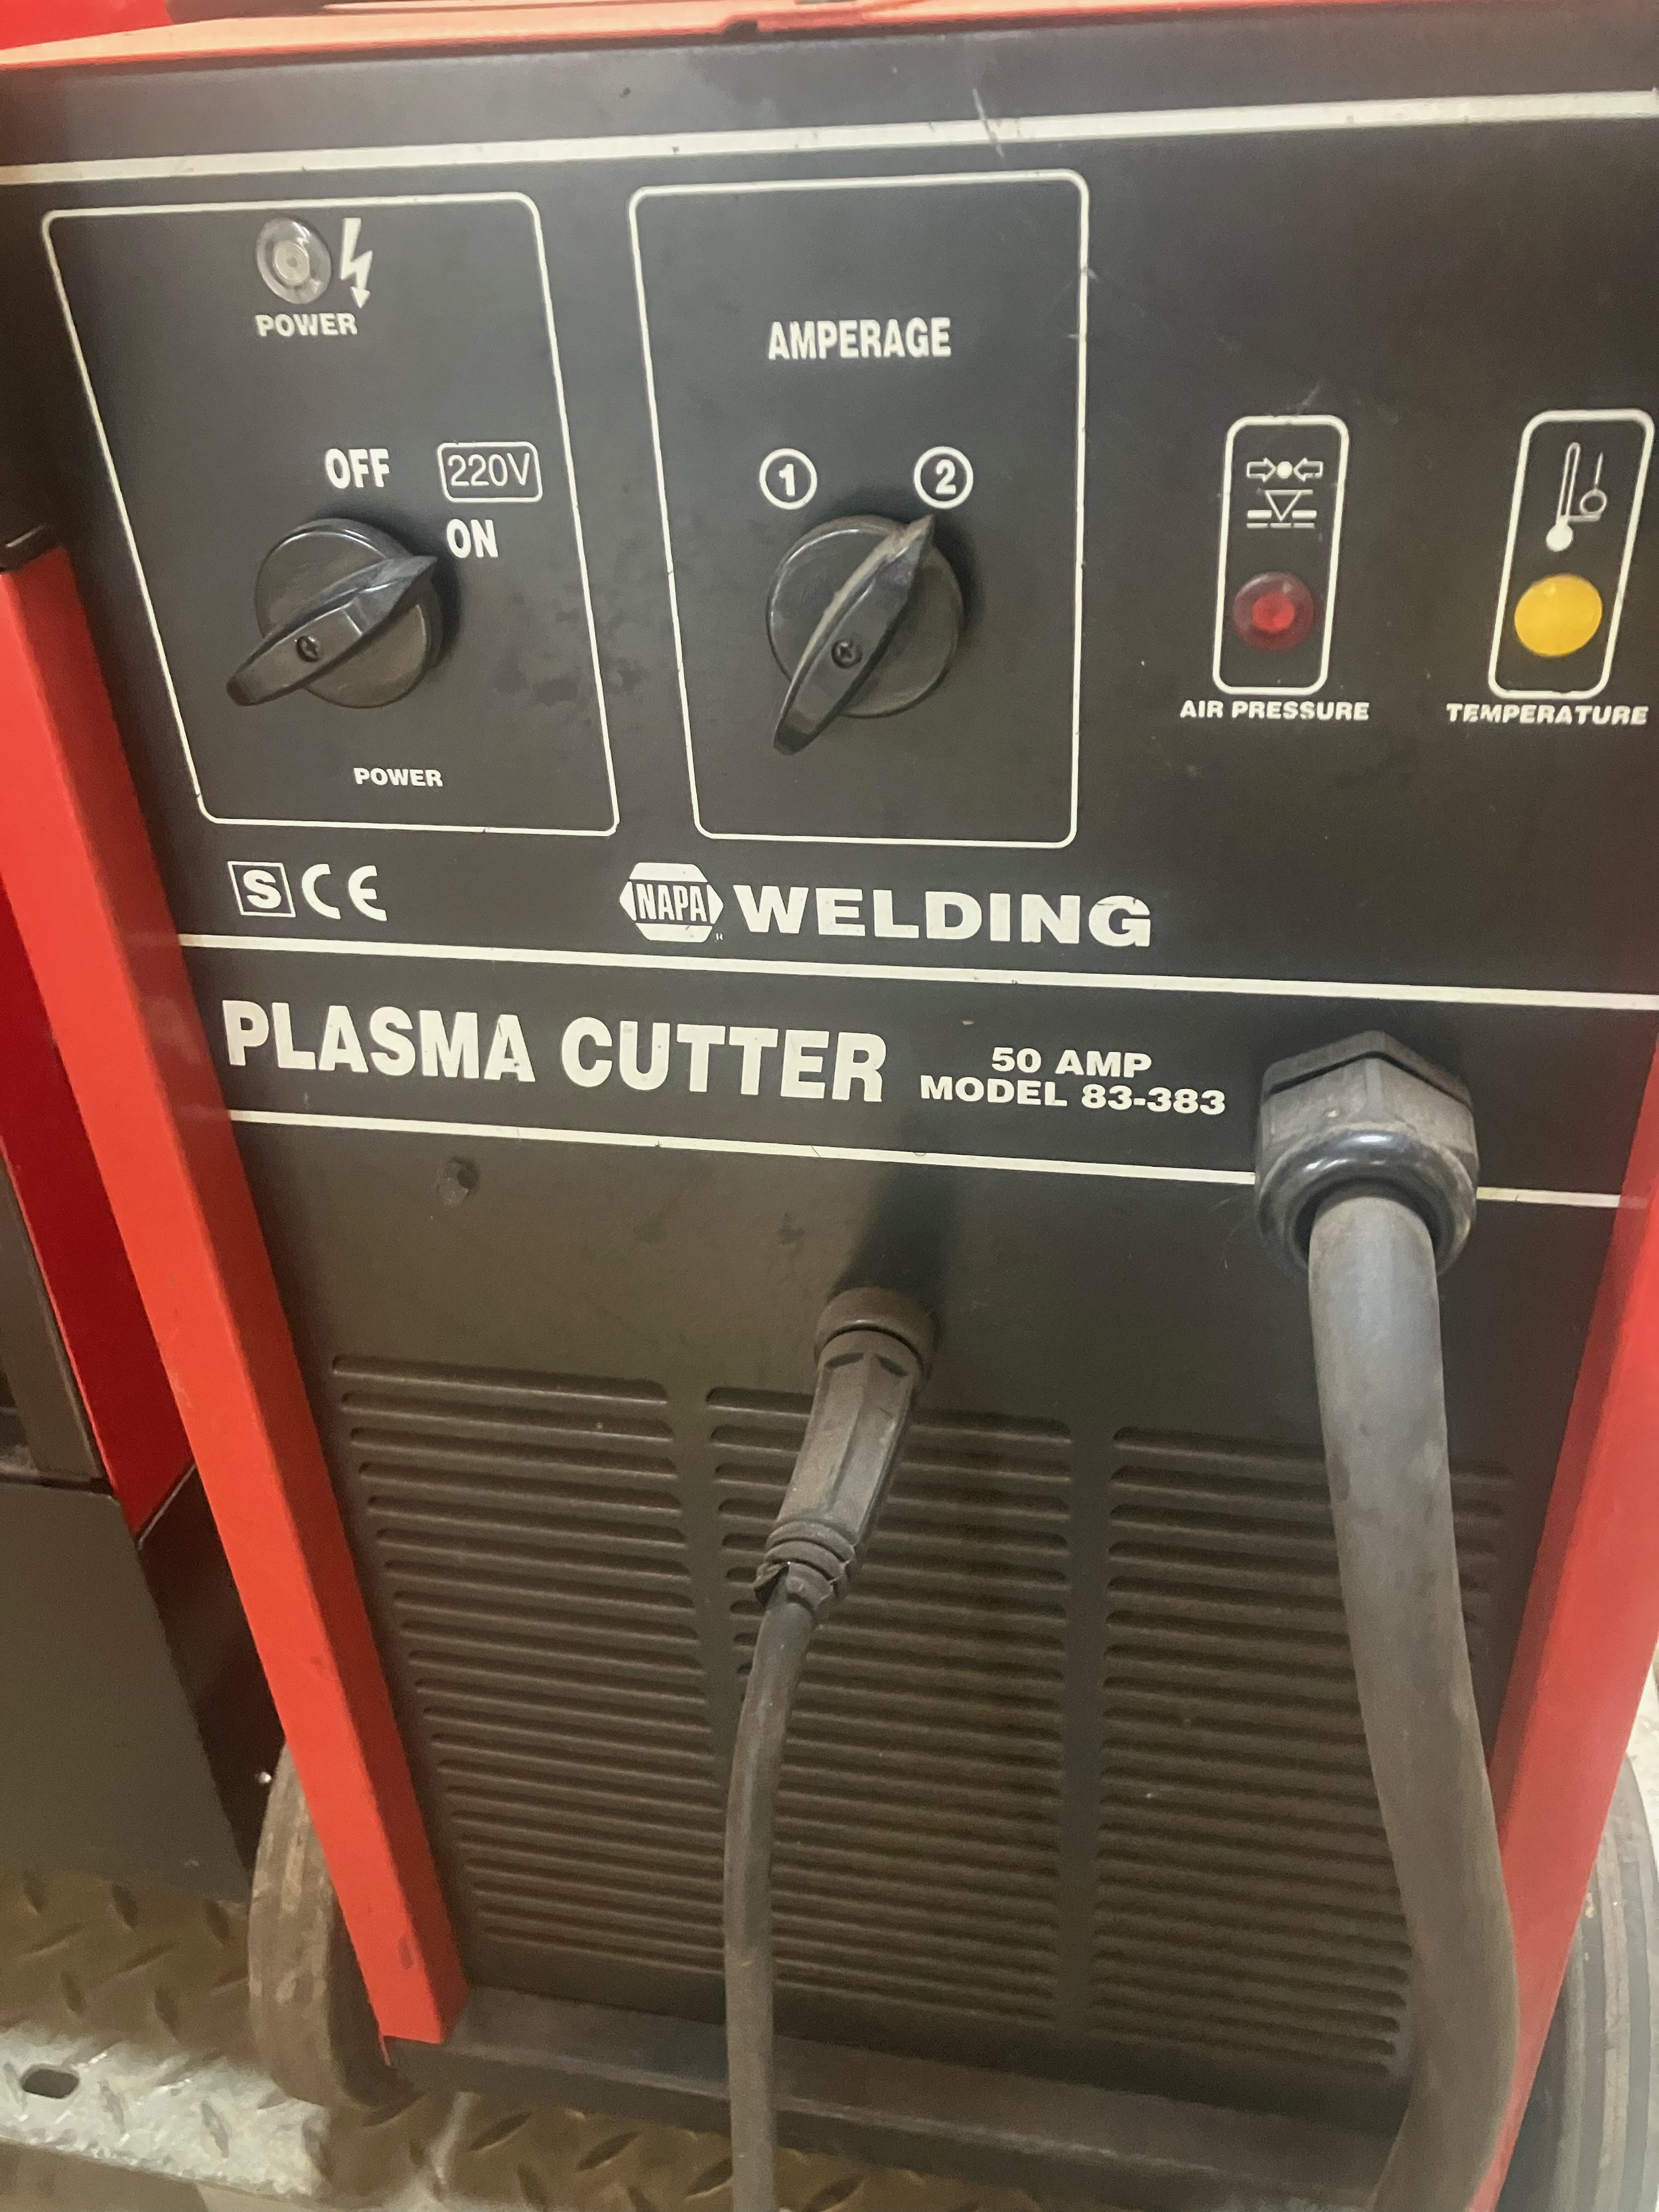 POWER
OFF
220V
ON
POWER
AMPERAGE
1 2
AIR PRESSURE
TEMPERATURE
S CE
NAPA WELDING
PLASMA CUTTER
50 AMP
MODEL 83-383